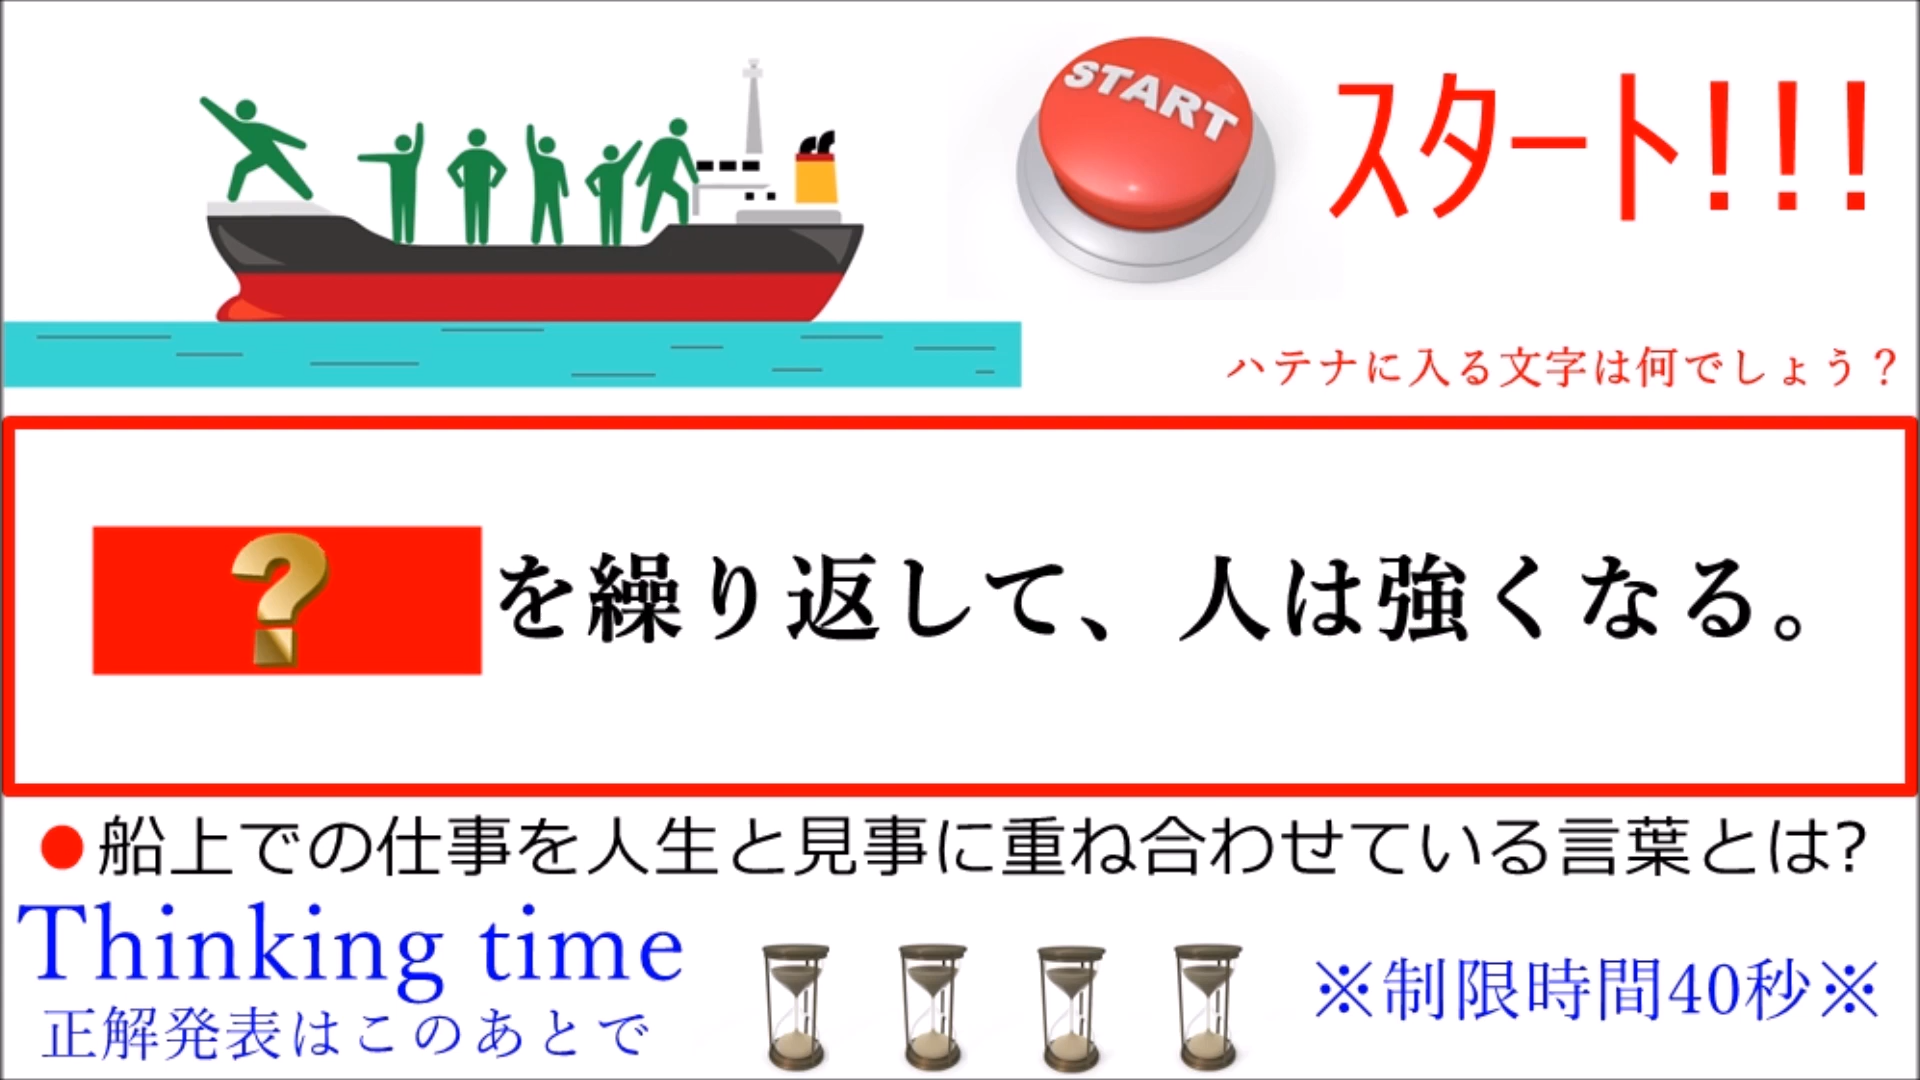 START
スタート!!!
ハテナに入る文字は何でしょう？
?を繰り返して、人は強くなる。
●船上での仕事を人生と見事に重ね合わせている言葉とは?
Thinking time
正解発表はこのあとで
※制限時間40秒※